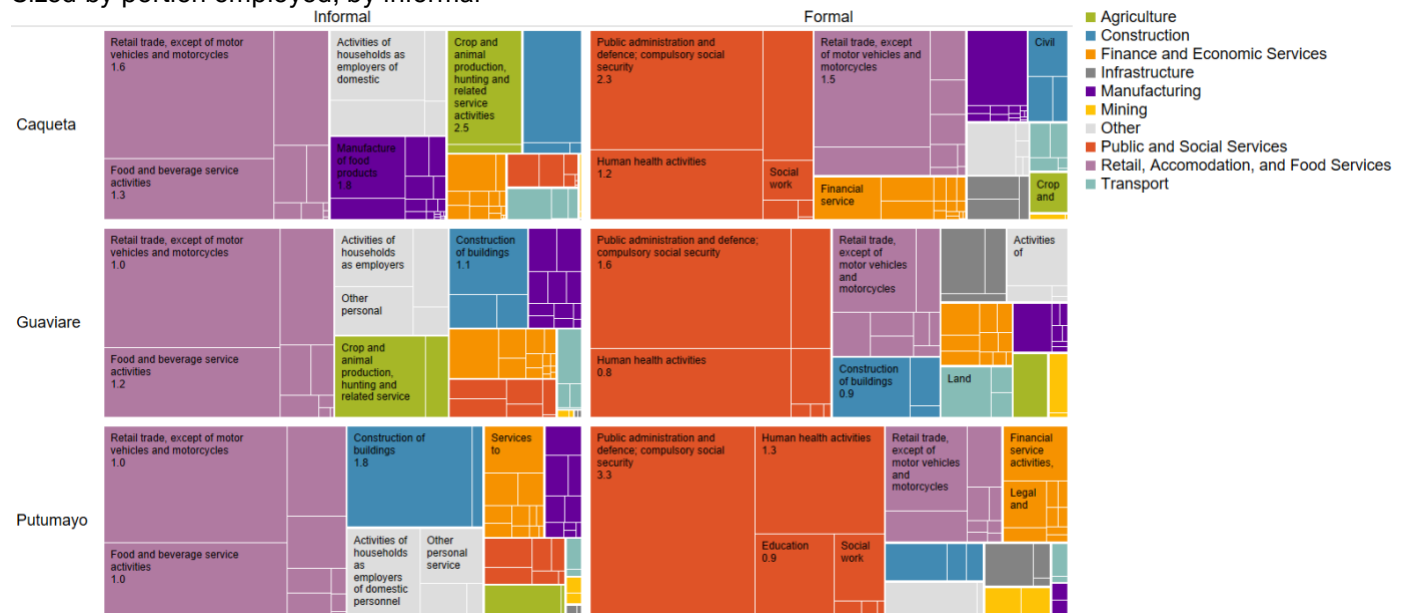 Sized by portion employed, by informal
Informal
Formal
Agriculture
Construction
Finance and Economic Services
Infrastructure
Manufacturing
Mining
Other
Public and Social Services
Retail, Accomodation, and Food Services
Transport
Caqueta
Retail trade, except of motor
vehicles and motorcycles
1.6
Food and beverage service
activities
1.3
Activities of
households as
employers of
domestic
Manufacture
of food
products
1.8
Crop and
animal
production,
hunting and
related
service
activities
2.5
Public administration and
defence; compulsory social
security
2.3
Human health activities
1.2
Social
work
Retail trade, except
of motor vehicles and
motorcycles
1.5
Financial
service
Civil
Crop
and
Guaviare
Retail trade, except of motor
vehicles and motorcycles
1.0
Food and beverage service
activities
1.2
Activities of
households
as employers
Other
personal
Crop and
animal
production,
hunting and
related service
Construction
of buildings
1.1
Public administration and defence;
compulsory social security
1.6
Human health activities
0.8
Retail trade,
except of
motor vehicles
and
motorcycles
Construction
of buildings
0.9
Activities
of
Land
Putumayo
Retail trade, except of motor
vehicles and motorcycles
1.0
Food and beverage service
activities
1.0
Construction of
buildings
1.8
Activities of
households
as
employers
of domestic
personnel
Other
personal
service
Services
to
Public administration and
defence; compulsory social
security
3.3
Human health activities
1.3
Education
0.9
Social
work
Retail trade,
except of
motor vehicles
and
motorcycles
Financial
service
activities,
Legal
and